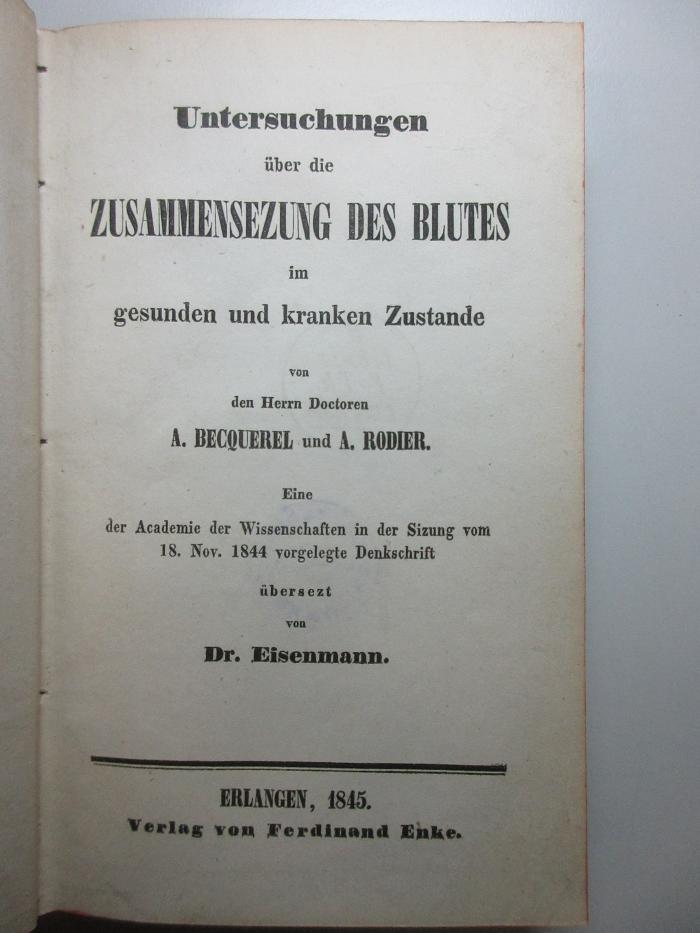 Untersuchungen
über die
ZUSAMMENSEZUNG DES BLUTES
im
gesunden und kranken Zustande
von
den Herrn Doctoren
A. BECQUEREL und A. RODIER.
Eine
der Academie der Wissenschaften in der Sizung vom
18. Nov. 1844 vorgelegte Denkschrift
übersezt
von
Dr. Eisenmann.
ERLANGEN, 1845.
Verlag von Ferdinand Enke.